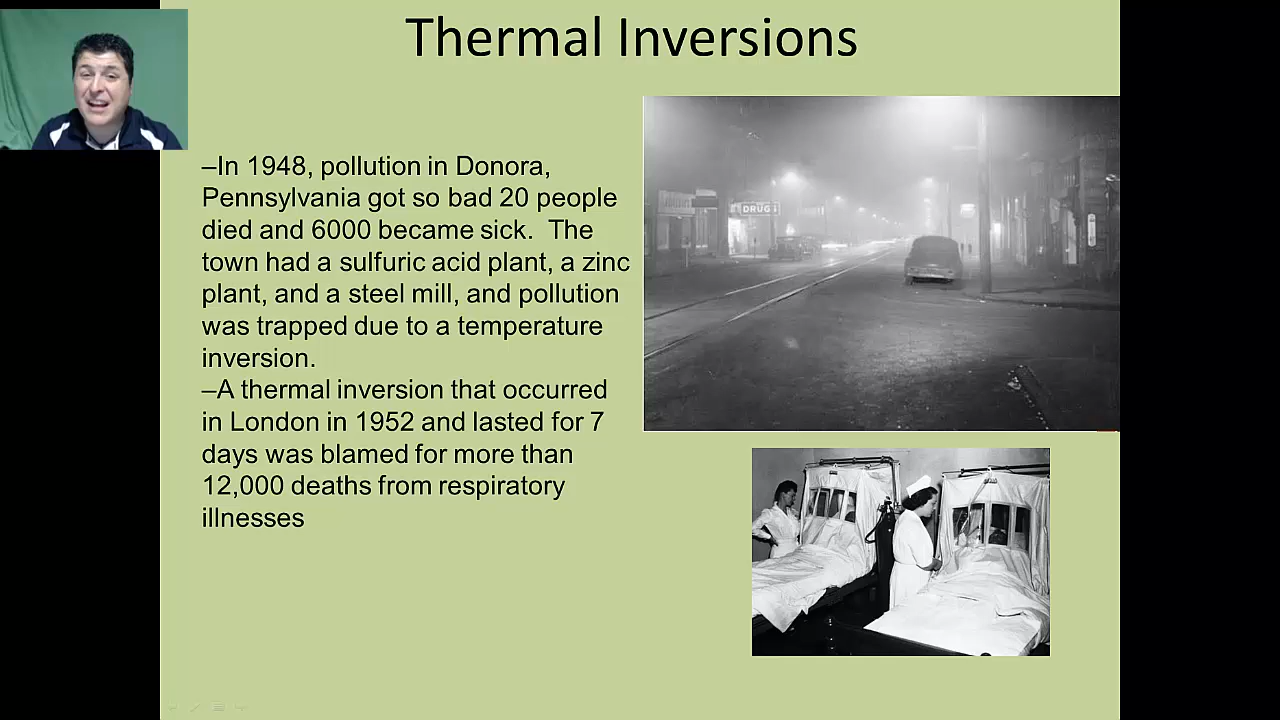 Thermal Inversions
–In 1948, pollution in Donora,
Pennsylvania got so bad 20 people
died and 6000 became sick.  The
town had a sulfuric acid plant, a zinc
plant, and a steel mill, and pollution
was trapped due to a temperature
inversion.
–A thermal inversion that occurred
in London in 1952 and lasted for 7
days was blamed for more than
12,000 deaths from respiratory
illnesses
DRUGS